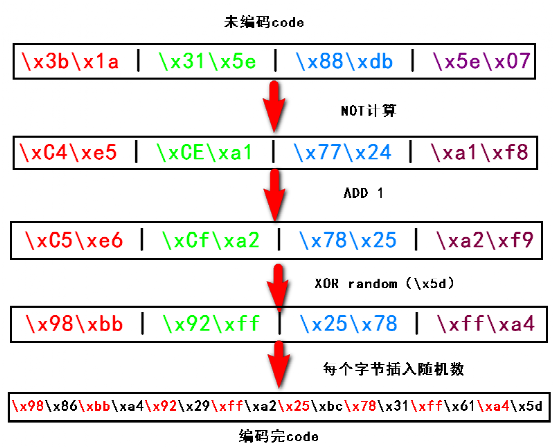 未编码code
\x3b\x1a | \x31\x5e | \x88\xdb | \x5e\x07
NOT计算
\xC4\xe5 | \xCE\xa1 | \x77\x24 | \xa1\xf8
ADD 1
\xC5\xe6 | \xCf\xa2 | \x78\x25 | \xa2\xf9
XOR random（\x5d）
\x98\xbb | \x92\xff | \x25\x78 | \xff\xa4
每个字节插入随机数
\x98\x86\xbb\xa4\x92\x29\xff\xa2\x25\xbc\x78\x31\xff\x61\xa4\x5d
编码完code